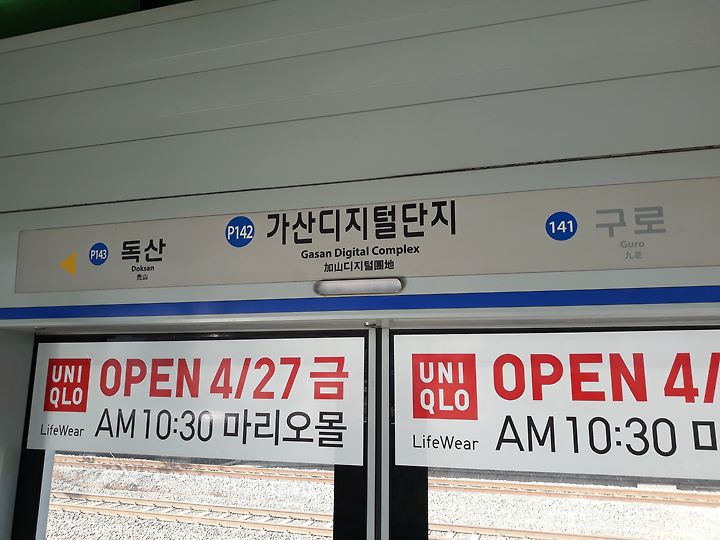 P143 독산
Doksan
禿山
P142 가산디지털단지
Gasan Digital Complex
加山디지털團地
141 구로
Guro
九老
UNI
QLO
LifeWear
OPEN 4/27 금
AM 10:30 마리오몰
UNI
QLO
LifeWear
OPEN 4/
AM 10:30